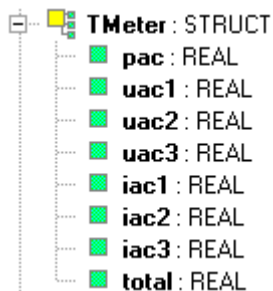 TMeter : STRUCT
pac : REAL
uac1 : REAL
uac2 : REAL
uac3 : REAL
iac1 : REAL
iac2 : REAL
iac3 : REAL
total : REAL